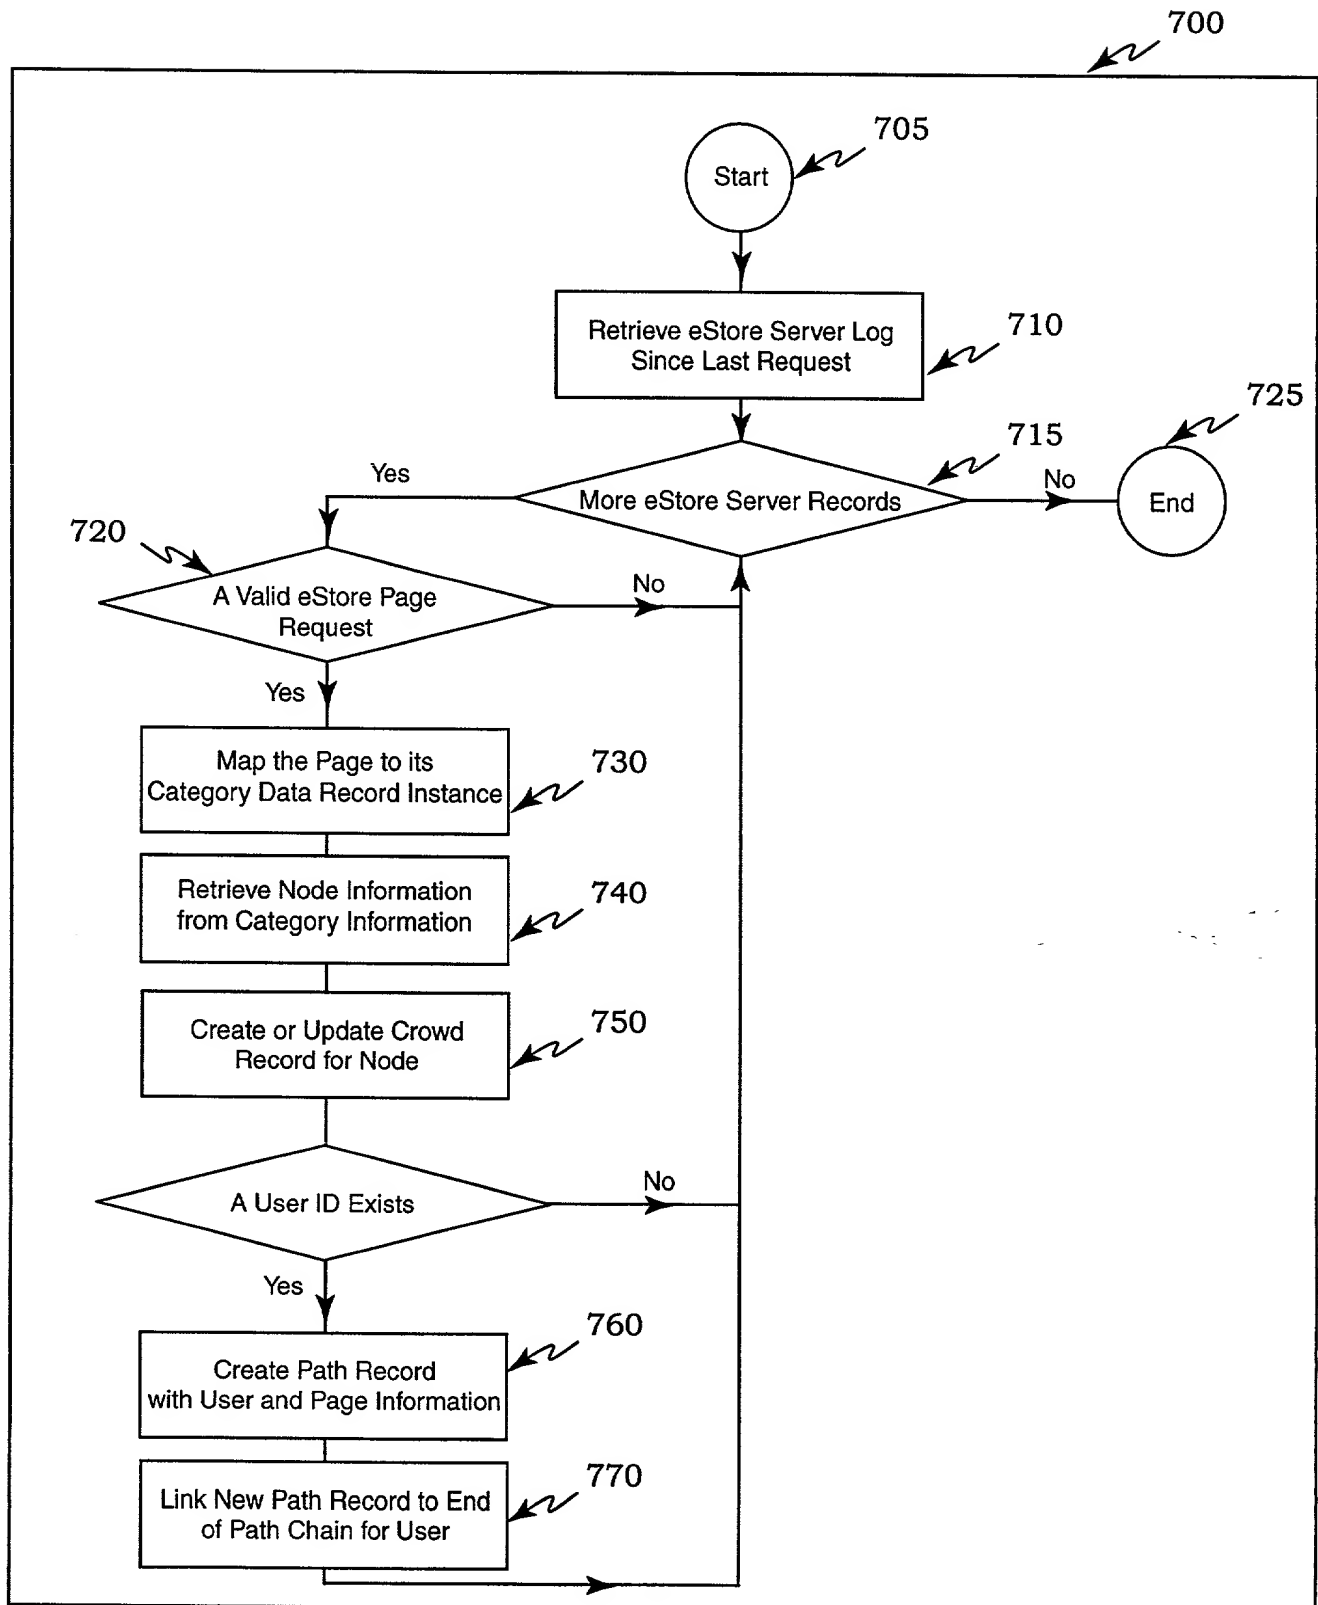 700
705
Start
Retrieve eStore Server Log
Since Last Request
710
725
715
Yes
More eStore Server Records
No
End
720
A Valid eStore Page
Request
No
Yes
Map the Page to its
Category Data Record Instance
730
Retrieve Node Information
from Category Information
740
Create or Update Crowd
Record for Node
750
A User ID Exists
No
Yes
760
Create Path Record
with User and Page Information
770
Link New Path Record to End
of Path Chain for User